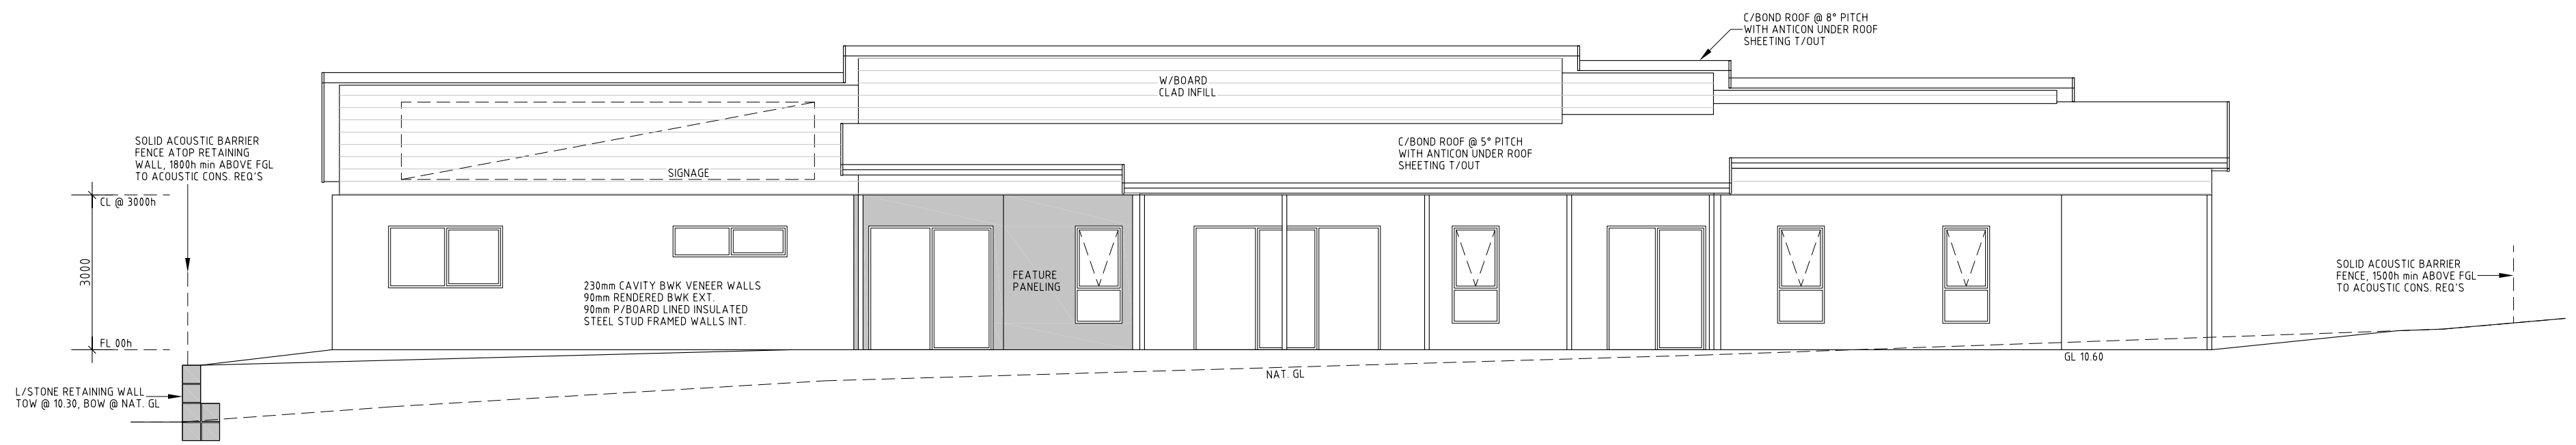 C/BOND ROOF @ 8° PITCH
WITH ANTICON UNDER ROOF
SHEETING T/OUT
W/BOARD
CLAD INFILL
SOLID ACOUSTIC BARRIER
FENCE ATOP RETAINING
WALL, 1800h min ABOVE FGL
TO ACOUSTIC CONS. REQ'S
C/BOND ROOF @ 5° PITCH
WITH ANTICON UNDER ROOF
SHEETING T/OUT
SIGNAGE
CL @ 3000h
3000
FL 00h
230mm CAVITY BWK VENEER WALLS
90mm RENDERED BWK EXT.
90mm P/BOARD LINED INSULATED
STEEL STUD FRAMED WALLS INT.
FEATURE
PANELING
SOLID ACOUSTIC BARRIER
FENCE, 1500h min ABOVE FGL
TO ACOUSTIC CONS. REQ'S
GL 10.60
NAT. GL
L/STONE RETAINING WALL
TOW @ 10.30, BOW @ NAT. GL